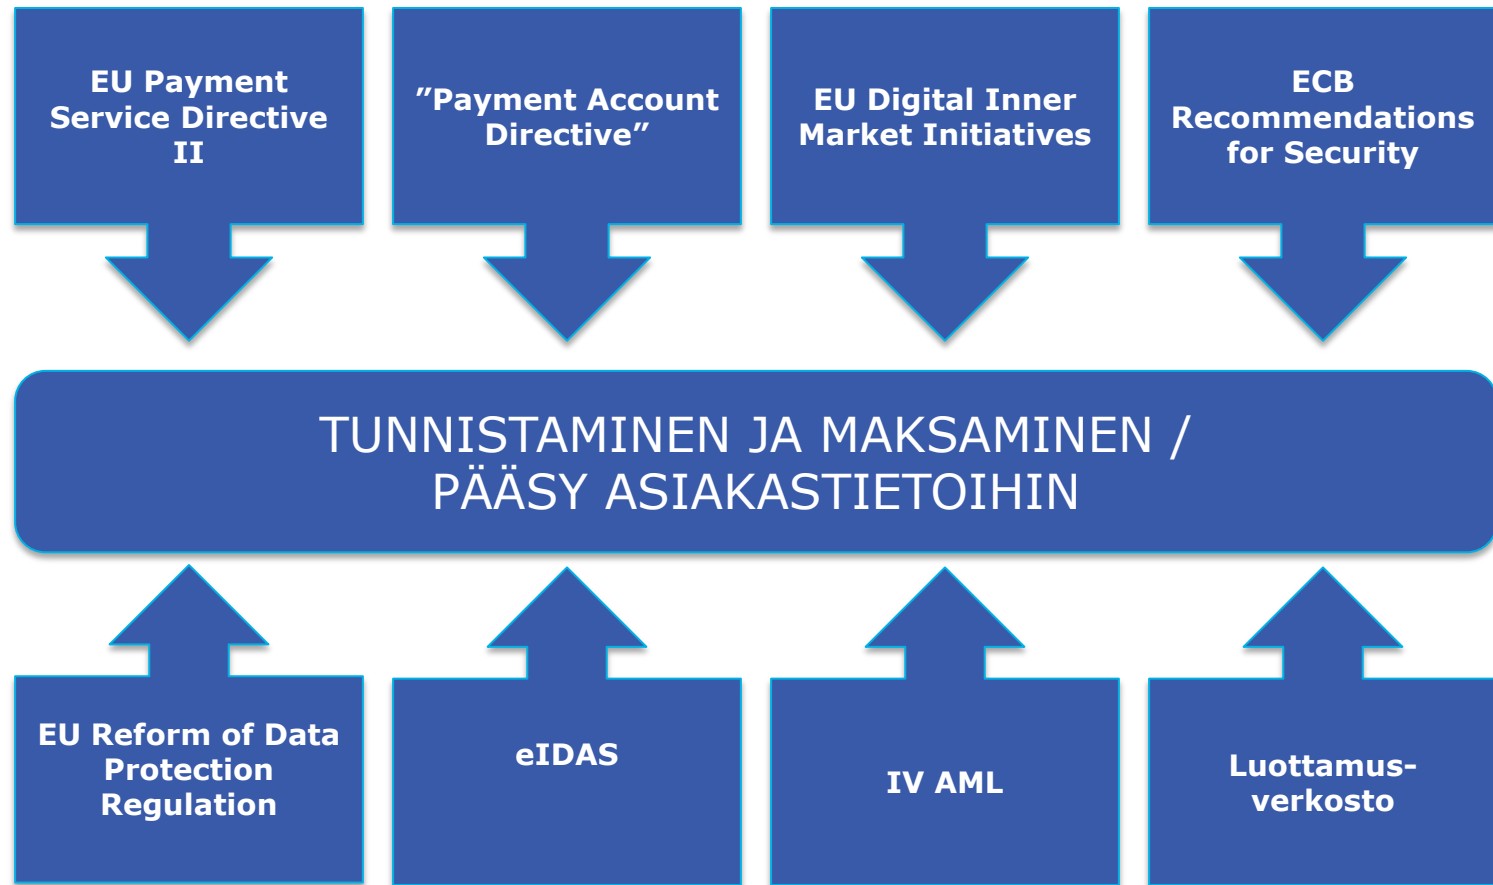 EU Payment
Service Directive
II
”Payment Account
Directive”
EU Digital Inner
Market Initiatives
ECB
Recommendations
for Security
TUNNISTAMINEN JA MAKSAMINEN /
PÄÄSY ASIAKASTIETOIHIN
EU Reform of Data
Protection
Regulation
eIDAS
IV AML
Luottamus-
verkosto